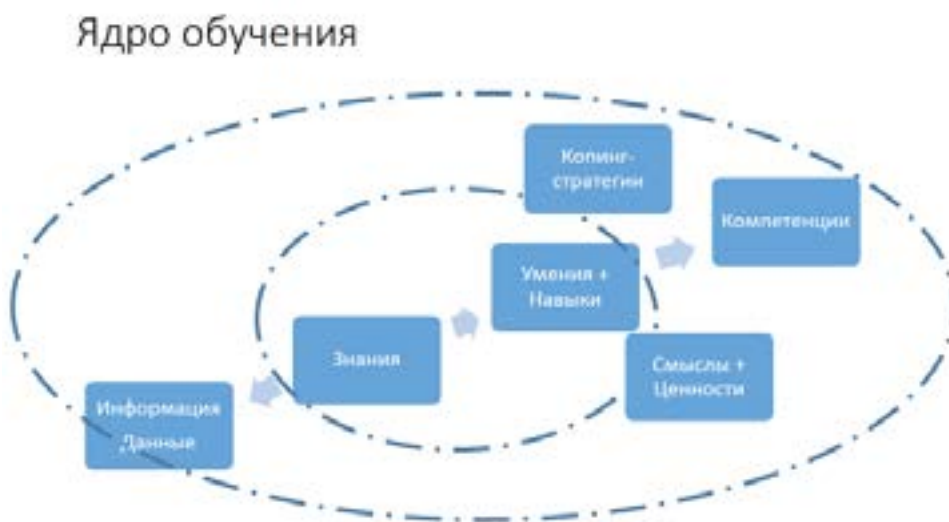 Ядро обучения
Копинг-
стратегии
Компетенции
Умения +
Навыки
Знания
Смыслы +
Ценности
Информация
Данные